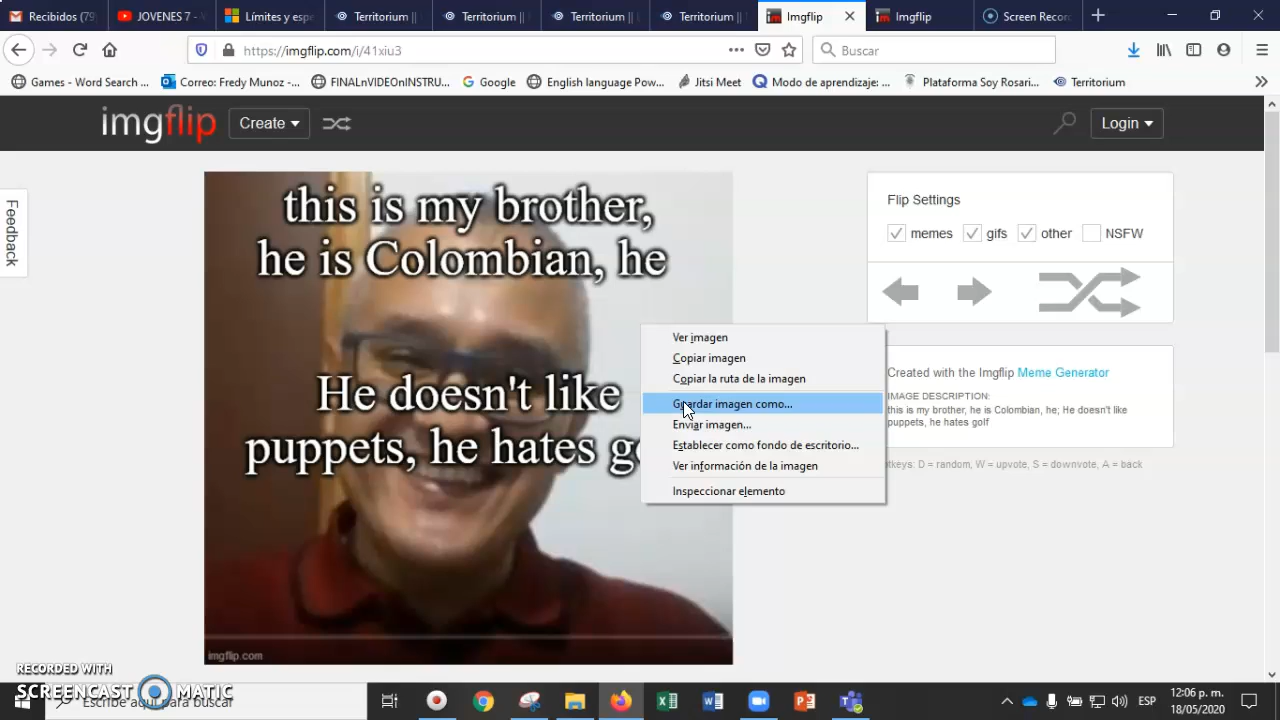 Recibidos (79
JOVENES 7 -
Límites y espe
Territorium ||
Territorium ||
Territorium ||
Territorium ||
Imgflip
Imgflip
Screen Recor
https://imgflip.com/i/41xiu3
Buscar
Games - Word Search ...
Correo: Fredy Munoz -...
FINALnVIDEOnINSTRU...
Google
English language Pow...
Jitsi Meet
Modo de aprendizaje: ...
Plataforma Soy Rosari...
Territorium
imgflip
Create
Login
Feedback
this is my brother,
he is Colombian, he
He doesn't like
puppets, he hates go
imgflip.com
Ver imagen
Copiar imagen
Copiar la ruta de la imagen
Guardar imagen como...
Enviar imagen...
Establecer como fondo de escritorio...
Ver información de la imagen
Inspeccionar elemento
Flip Settings
memes gifs other NSFW
Created with the Imgflip Meme Generator
IMAGE DESCRIPTION:
this is my brother, he is Colombian, he; He doesn't like
puppets, he hates golf
otkeys: D = random, W = upvote, S = downvote, A = back
RECORDED WITH
SCREENCAST MATIC
Escribe aquí para buscar
ESP
12:06 p. m.
18/05/2020